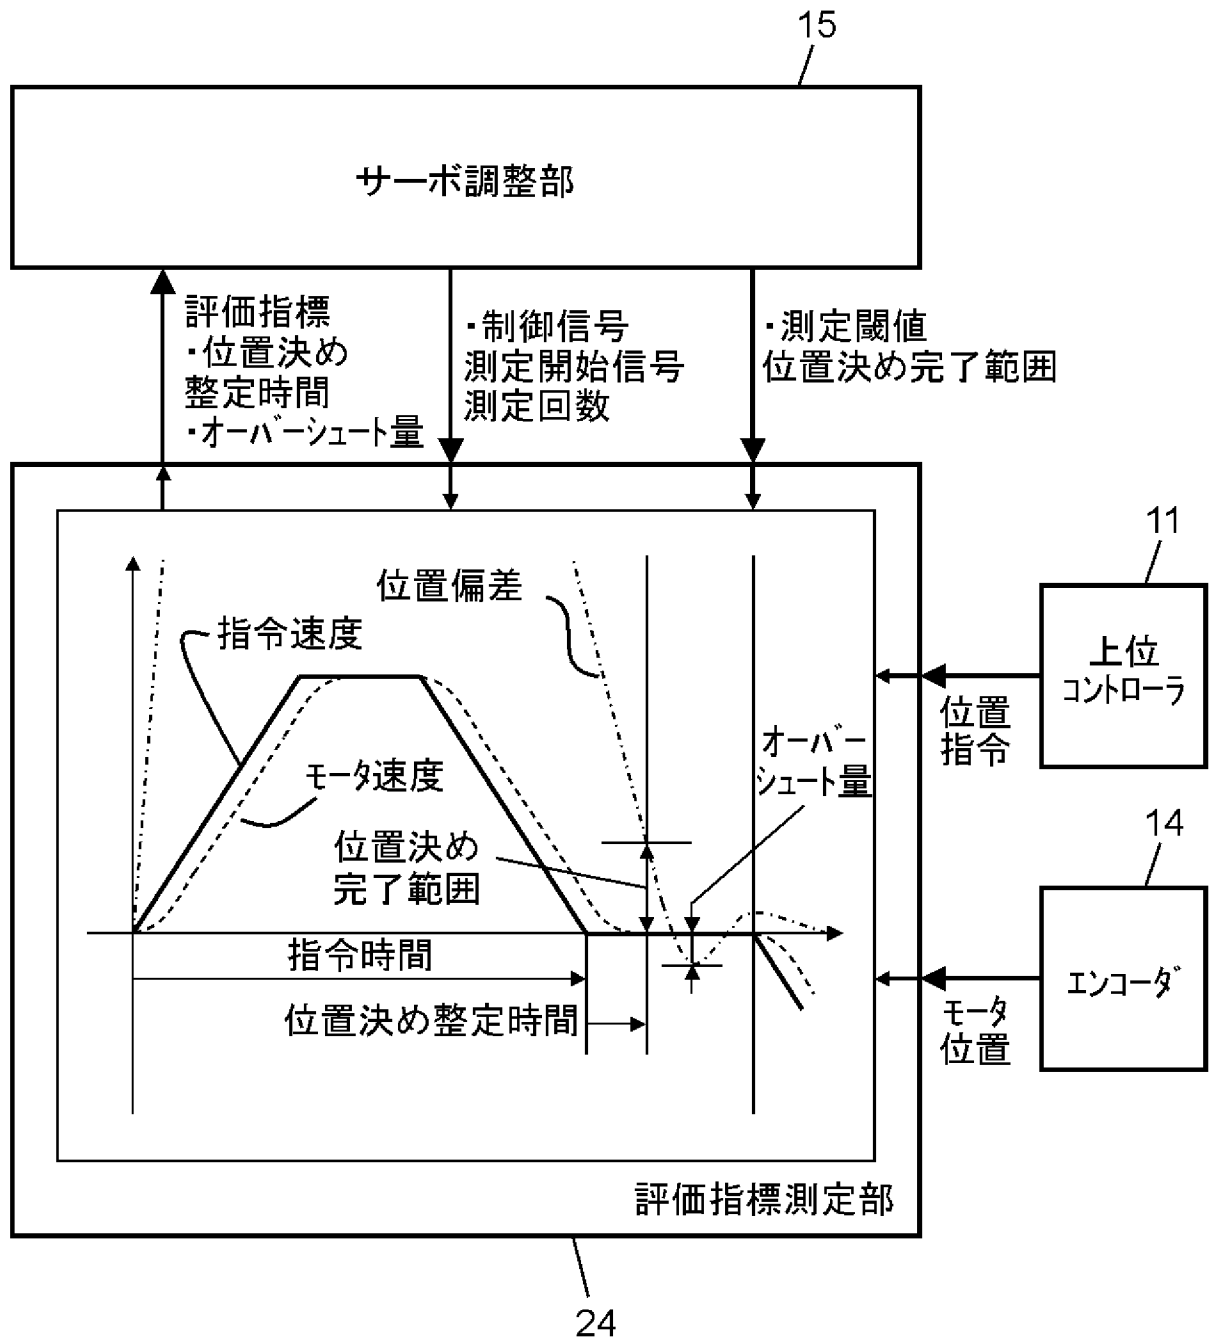 15
サーボ調整部
評価指標
・位置決め
整定時間
・オーバーシュート量
・制御信号
測定開始信号
測定回数
・測定閾値
位置決め完了範囲
11
上位
コントローラ
位置
指令
位置偏差
指令速度
モータ速度
オーバー
シュート量
位置決め
完了範囲
14
エンコーダ
モータ
位置
指令時間
位置決め整定時間
評価指標測定部
24